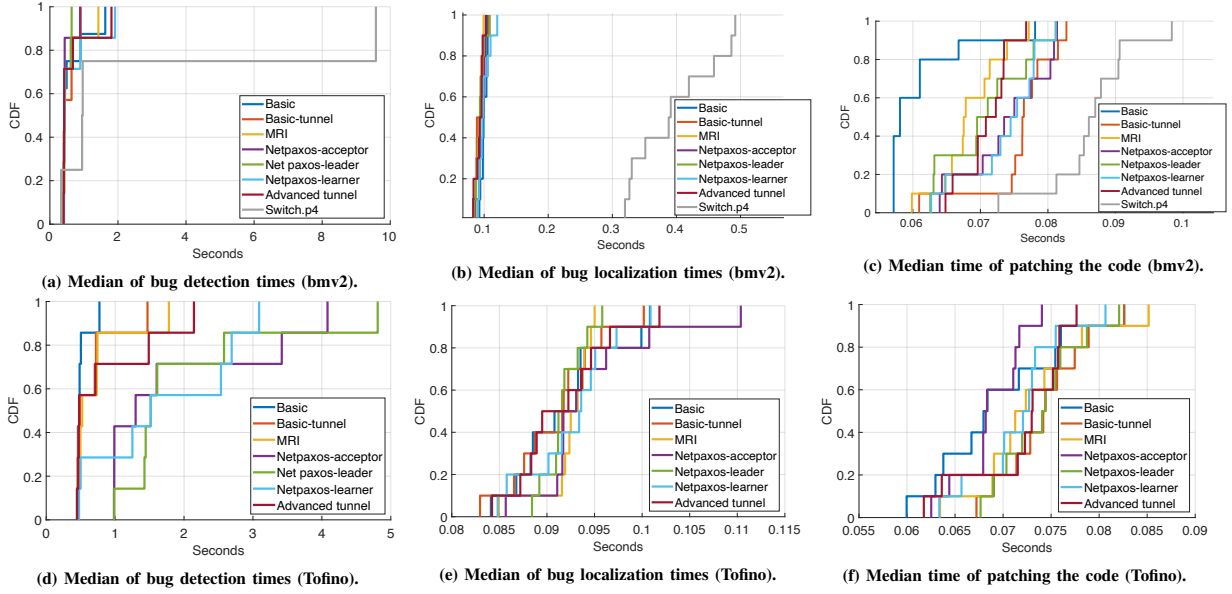 1
0.8
0.6
0.4
0.2
0
CDF
0
2
4
6
8
10
Seconds
Basic
Basic-tunnel
MRI
Netpaxos-acceptor
Net paxos-leader
Netpaxos-learner
Advanced tunnel
Switch.p4
(a) Median of bug detection times (bmv2).
1
0.8
0.6
0.4
0.2
CDF
0.1
0.2
0.3
0.4
0.5
Seconds
Basic
Basic-tunnel
MRI
Netpaxos-acceptor
Netpaxos-leader
Netpaxos-learner
Advanced tunnel
Switch.p4
(b) Median of bug localization times (bmv2).
1
0.8
0.6
0.4
0.2
CDF
0.06
0.07
0.08
0.09
0.1
Seconds
Basic
Basic-tunnel
MRI
Netpaxos-acceptor
Netpaxos-leader
Netpaxos-learner
Advanced tunnel
Switch.p4
(c) Median time of patching the code (bmv2).
1
0.8
0.6
0.4
0.2
0
CDF
0
1
2
3
4
5
Seconds
Basic
Basic-tunnel
MRI
Netpaxos-acceptor
Net paxos-leader
Netpaxos-learner
Advanced tunnel
(d) Median of bug detection times (Tofino).
1
0.8
0.6
0.4
0.2
0
CDF
0.08
0.085
0.09
0.095
0.1
0.105
0.11
0.115
Seconds
Basic
Basic-tunnel
MRI
Netpaxos-acceptor
Netpaxos-leader
Netpaxos-learner
Advanced tunnel
(e) Median of bug localization times (Tofino).
1
0.8
0.6
0.4
0.2
0
CDF
0.055
0.06
0.065
0.07
0.075
0.08
0.085
0.09
Seconds
Basic
Basic-tunnel
MRI
Netpaxos-acceptor
Netpaxos-leader
Netpaxos-learner
Advanced tunnel
(f) Median time of patching the code (Tofino).